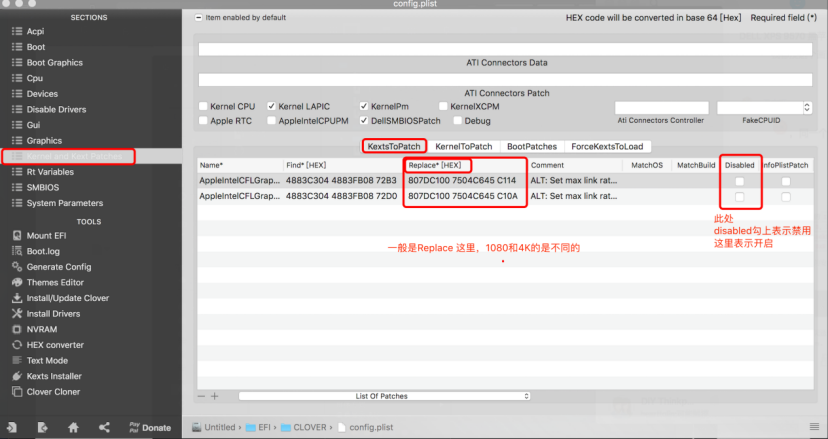 config.plist
SECTIONS
Acpi
Boot
Boot Graphics
Cpu
Devices
Disable Drivers
Gui
Graphics
Kernel and Kext Patches
Rt Variables
SMBIOS
System Parameters
TOOLS
Mount EFI
Boot.log
Generate Config
Themes Editor
Install/Update Clover
Install Drivers
NVRAM
HEX converter
Text Mode
Kexts Installer
Clover Cloner
Pay Pal Donate
Item enabled by default
HEX code will be converted in base 64 [Hex] Required field (*)
ATI Connectors Data
ATI Connectors Patch
Kernel CPU Kernel LAPIC KernelPm KernelXCPM
Apple RTC AppleIntelCPUPM DellSMBIOSPatch Debug
Ati Connectors Controller FakeCPUID
KextsToPatch KernelToPatch BootPatches ForceKextsToLoad
Name* Find* [HEX] Replace* [HEX] Comment MatchOS MatchBuild Disabled nfoPlistPatch
AppleIntelCFLGrap... 4883C304 4883FB08 72B3 807DC100 7504C645 C114 ALT: Set max link rat...
AppleIntelCFLGrap... 4883C304 4883FB08 72D0 807DC100 7504C645 C10A ALT: Set max link rat...
此处
disabled勾上表示禁用
这里表示开启
一般是Replace 这里，1080和4K的是不同的
List Of Patches
Untitled › EFI › CLOVER › config.plist